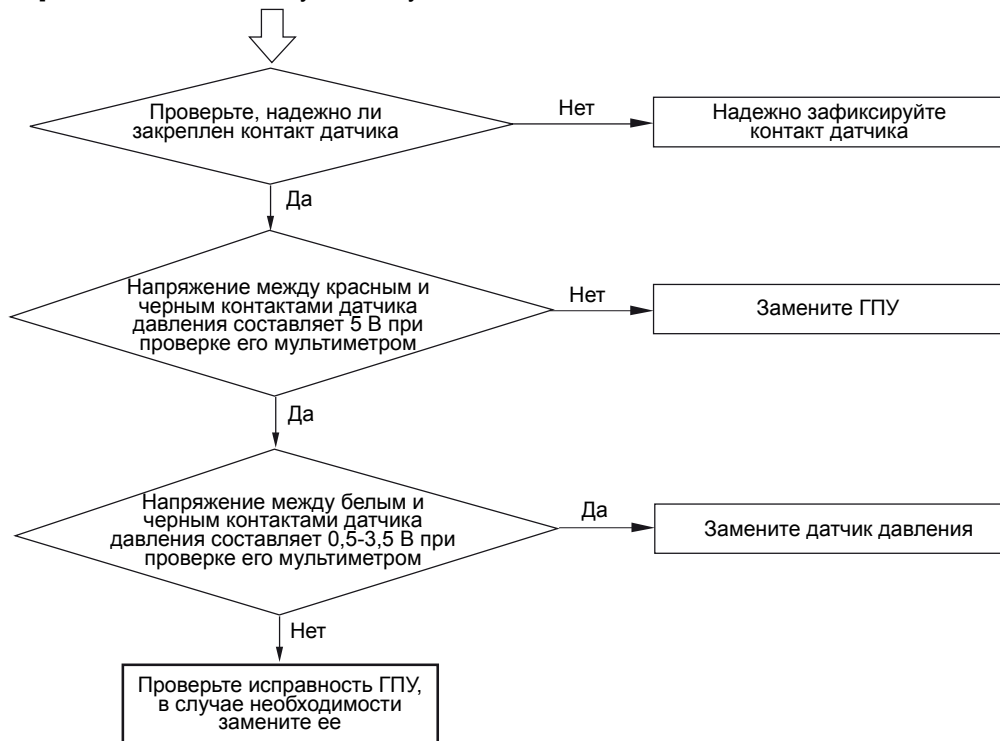 Проверьте, надежно ли
закреплен контакт датчика
Нет
Надежно зафиксируйте
контакт датчика
Да
Напряжение между красным и
черным контактами датчика
давления составляет 5 В при
проверке его мультиметром
Нет
Замените ГПУ
Да
Напряжение между белым и
черным контактами датчика
давления составляет 0,5-3,5 В при
проверке его мультиметром
Да
Замените датчик давления
Нет
Проверьте исправность ГПУ,
в случае необходимости
замените ее